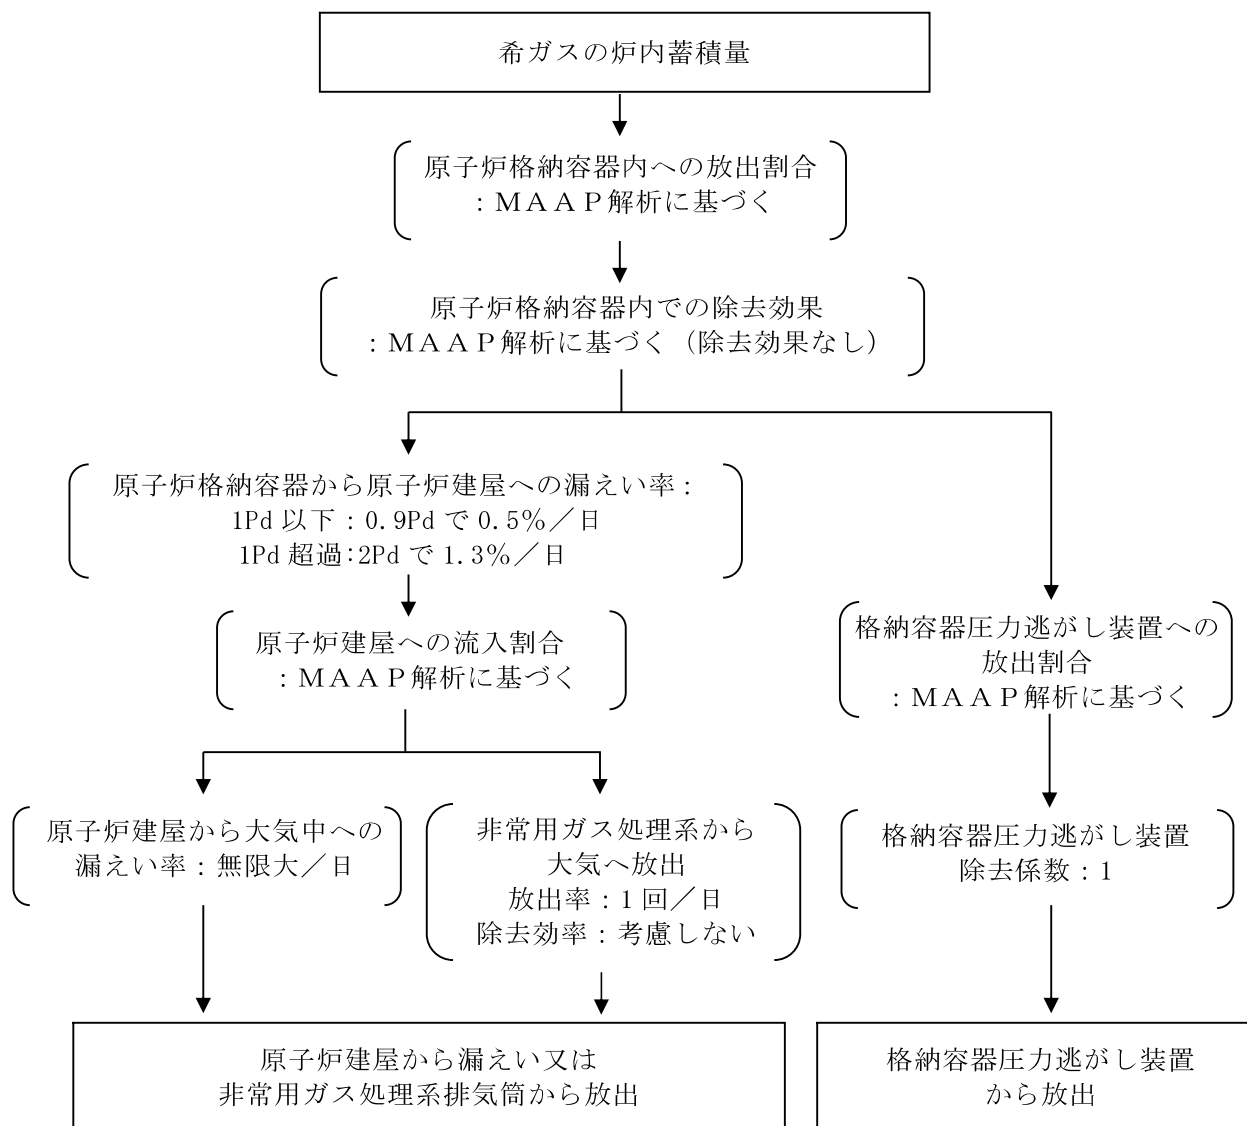 希ガスの炉内蓄積量
原子炉格納容器内への放出割合
：ＭＡＡＰ解析に基づく
原子炉格納容器内での除去効果
：ＭＡＡＰ解析に基づく（除去効果なし）
原子炉格納容器から原子炉建屋への漏えい率：
1Pd 以下：0.9Pd で 0.5％／日
1Pd 超過：2Pd で 1.3％／日
原子炉建屋への流入割合
：ＭＡＡＰ解析に基づく
格納容器圧力逃がし装置への
放出割合
：ＭＡＡＰ解析に基づく
原子炉建屋から大気中への
漏えい率：無限大／日
非常用ガス処理系から
大気へ放出
放出率：1 回／日
除去効率：考慮しない
格納容器圧力逃がし装置
除去係数：1
原子炉建屋から漏えい又は
非常用ガス処理系排気筒から放出
格納容器圧力逃がし装置
から放出